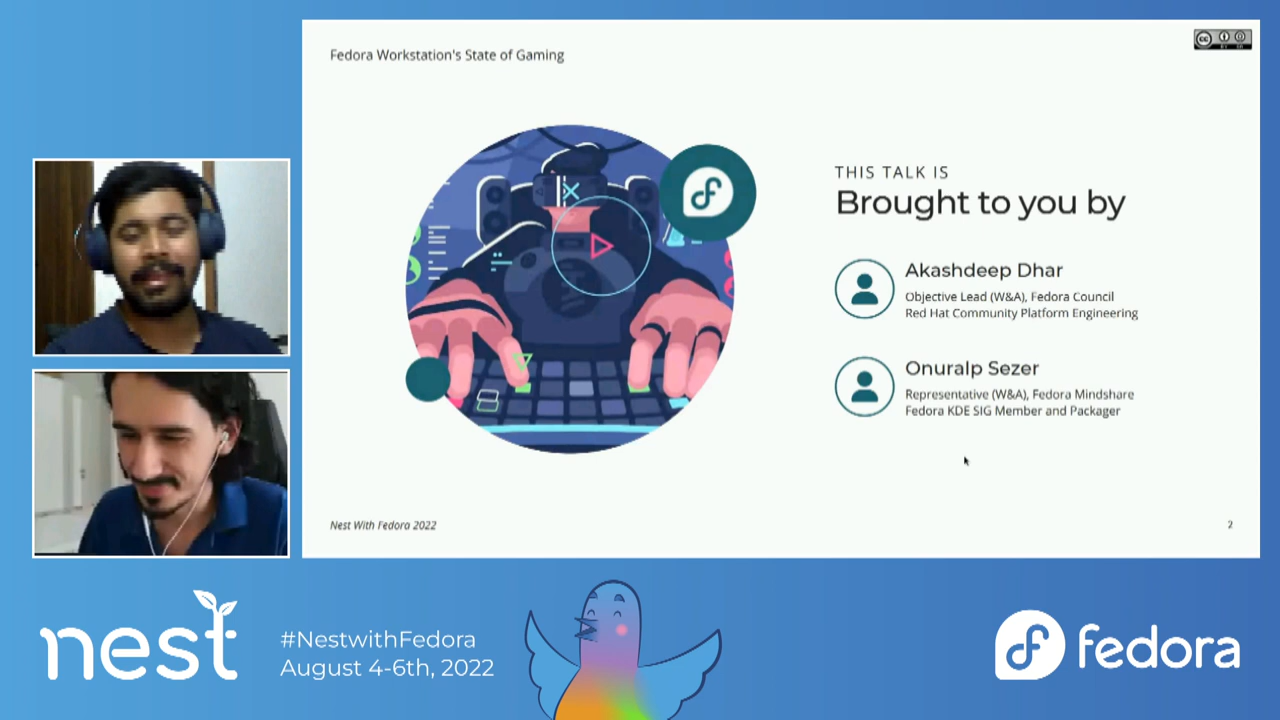 Fedora Workstation's State of Gaming
THIS TALK IS
Brought to you by
Akashdeep Dhar
Objective Lead (W&A), Fedora Council
Red Hat Community Platform Engineering
Onuralp Sezer
Representative (W&A), Fedora Mindshare
Fedora KDE SIG Member and Packager
Nest With Fedora 2022
2
nest
#NestwithFedora
August 4-6th, 2022
fedora